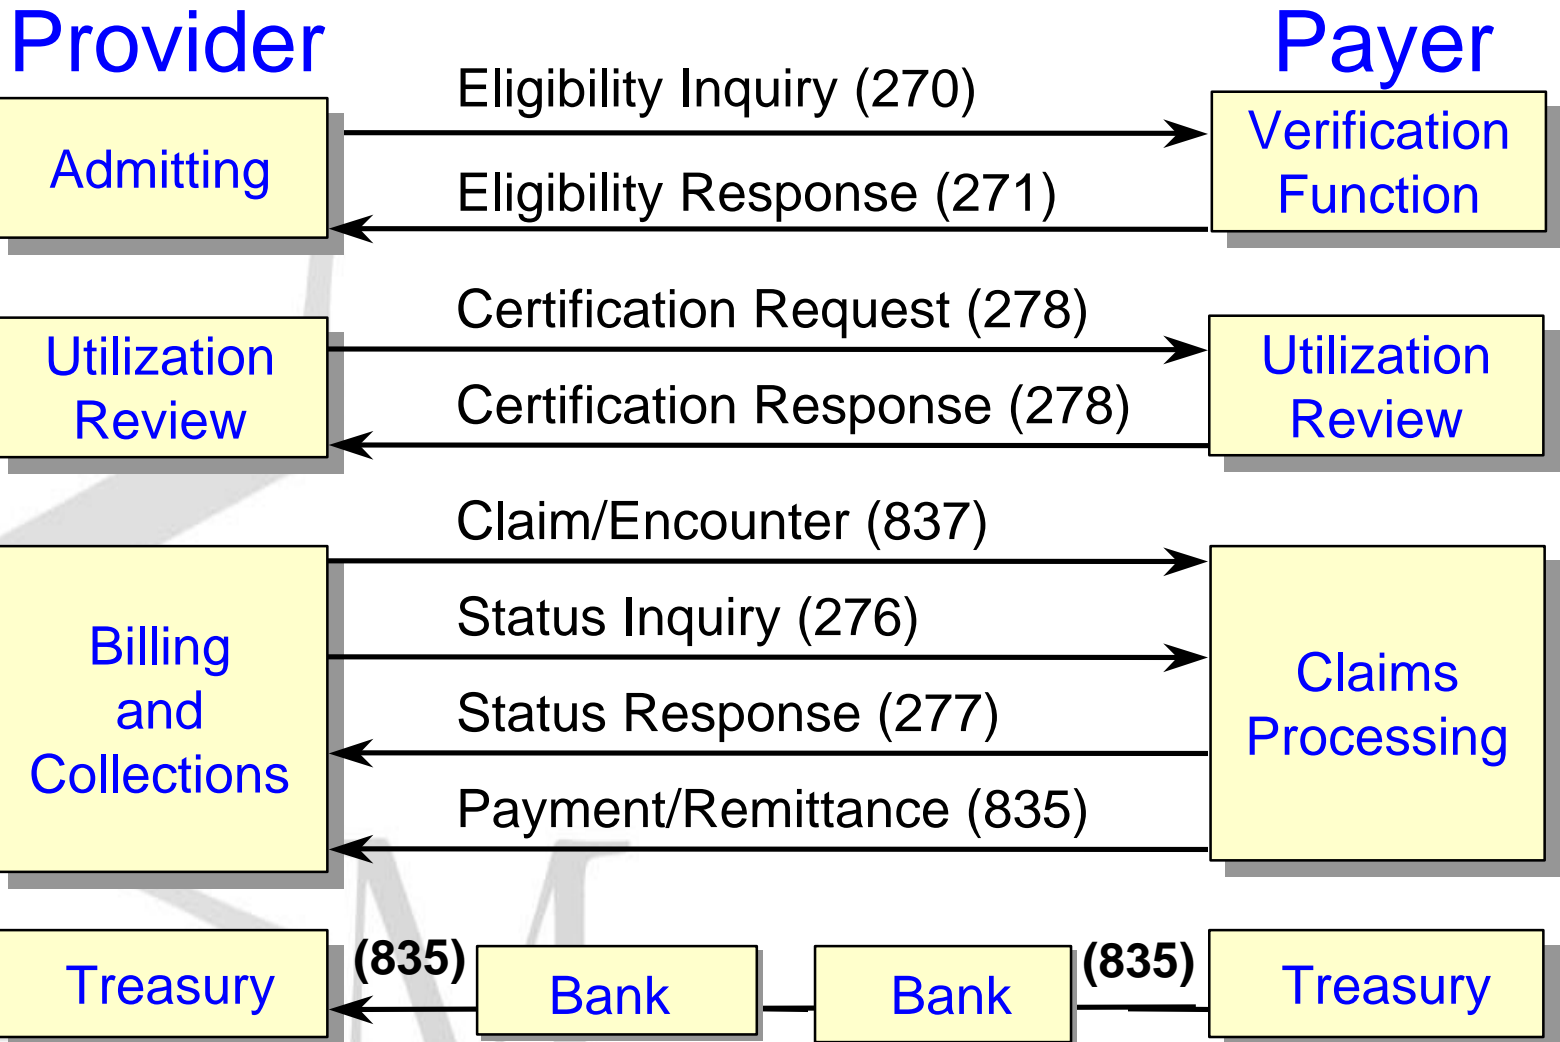 Provider
Payer
Eligibility Inquiry (270)
Admitting
Verification
Function
Eligibility Response (271)
Certification Request (278)
Utilization
Review
Utilization
Review
Certification Response (278)
Claim/Encounter (837)
Status Inquiry (276)
Billing
and
Collections
Claims
Processing
Status Response (277)
Payment/Remittance (835)
Treasury
(835)
Bank
Bank
(835)
Treasury